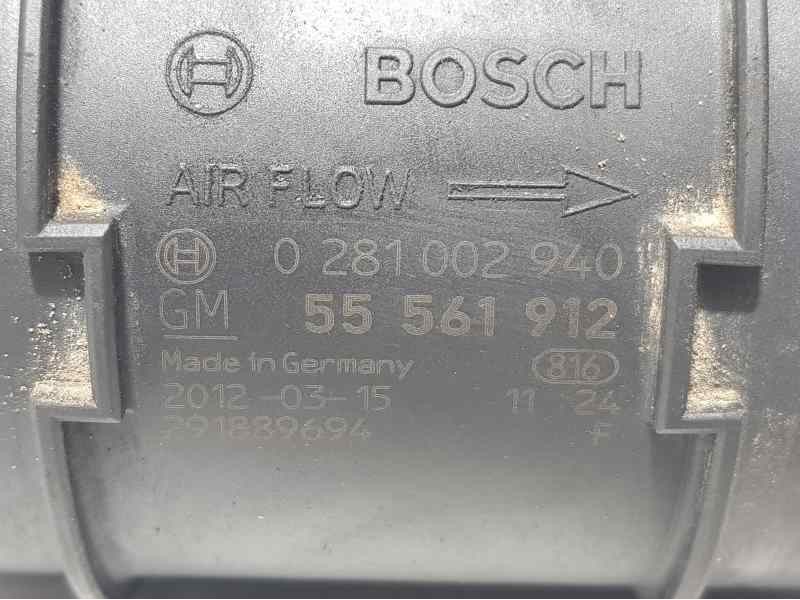 BOSCH
AIR FLOW
0 281 002 940
GM 55 561 912
Made in Germany 816
2012-03-15 11 24
791889694 F